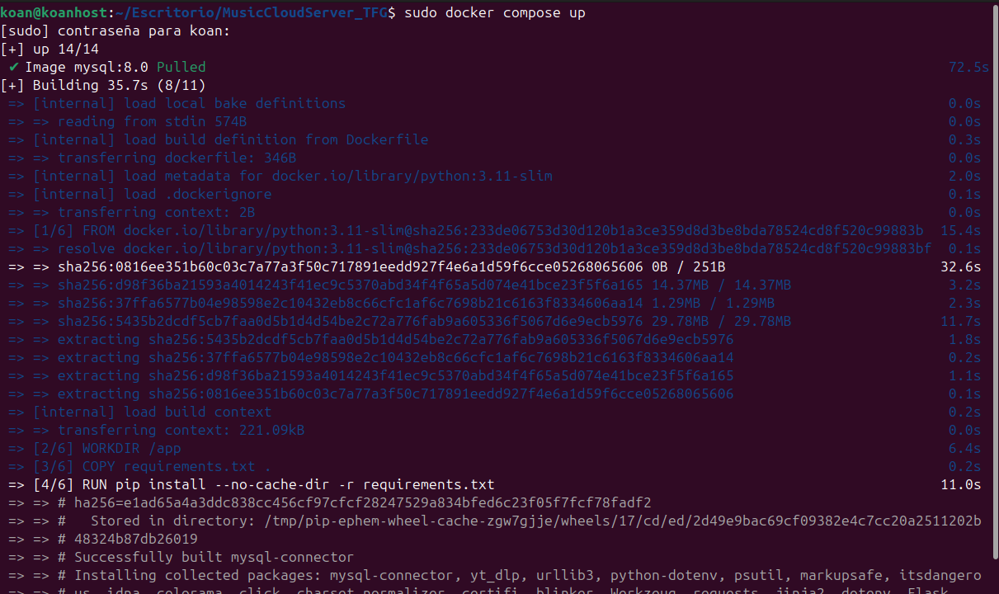 koan@koanhost:~/Escritorio/MusicCloudServer_TFG$ sudo docker compose up
[sudo] contraseña para koan:
[+] up 14/14
✔ Image mysql:8.0 Pulled 72.5s
[+] Building 35.7s (8/11)
=> [internal] load local bake definitions 0.0s
=> => reading from stdin 574B 0.0s
=> [internal] load build definition from Dockerfile 0.3s
=> => transferring dockerfile: 346B 0.0s
=> [internal] load metadata for docker.io/library/python:3.11-slim 2.0s
=> [internal] load .dockerignore 0.1s
=> => transferring context: 2B 0.0s
=> [1/6] FROM docker.io/library/python:3.11-slim@sha256:233de06753d30d120b1a3ce359d8d3be8bda78524cd8f520c99883b 15.4s
=> => resolve docker.io/library/python:3.11-slim@sha256:233de06753d30d120b1a3ce359d8d3be8bda78524cd8f520c99883bf 0.1s
=> => sha256:0816ee351b60c03c7a77a3f50c717891eedd927f4e6a1d59f6cce05268065606 0B / 251B 32.6s
=> => sha256:d98f36ba21593a4014243f41ec9c5370abd34f4f65a5d074e41bce23f5f6a165 14.37MB / 14.37MB 3.2s
=> => sha256:37ffa6577b04e98598e2c10432eb8c66cfc1af6c7698b21c6163f8334606aa14 1.29MB / 1.29MB 2.3s
=> => sha256:5435b2dcdf5cb7faa0d5b1d4d54be2c72a776fab9a605336f5067d6e9ecb5976 29.78MB / 29.78MB 11.7s
=> => extracting sha256:5435b2dcdf5cb7faa0d5b1d4d54be2c72a776fab9a605336f5067d6e9ecb5976 1.8s
=> => extracting sha256:37ffa6577b04e98598e2c10432eb8c66cfc1af6c7698b21c6163f8334606aa14 0.2s
=> => extracting sha256:d98f36ba21593a4014243f41ec9c5370abd34f4f65a5d074e41bce23f5f6a165 1.1s
=> => extracting sha256:0816ee351b60c03c7a77a3f50c717891eedd927f4e6a1d59f6cce05268065606 0.1s
=> [internal] load build context 0.2s
=> => transferring context: 221.09kB 0.0s
=> [2/6] WORKDIR /app 6.4s
=> [3/6] COPY requirements.txt . 0.2s
=> [4/6] RUN pip install --no-cache-dir -r requirements.txt 11.0s
=> => # ha256=e1ad65a4a3ddc838cc456cf97cfcf28247529a834bfed6c23f05f7fcf78fadf2
=> => #   Stored in directory: /tmp/pip-ephem-wheel-cache-zgw7gjje/wheels/17/cd/ed/2d49e9bac69cf09382e4c7cc20a2511202b
=> => # 48324b87db26019
=> => # Successfully built mysql-connector
=> => # Installing collected packages: mysql-connector, yt_dlp, urllib3, python-dotenv, psutil, markupsafe, itsdangero
=> => # us, idna, colorama, click, charset_normalizer, certifi, blinker, Werkzeug, requests, jinja2, dotenv, Flask